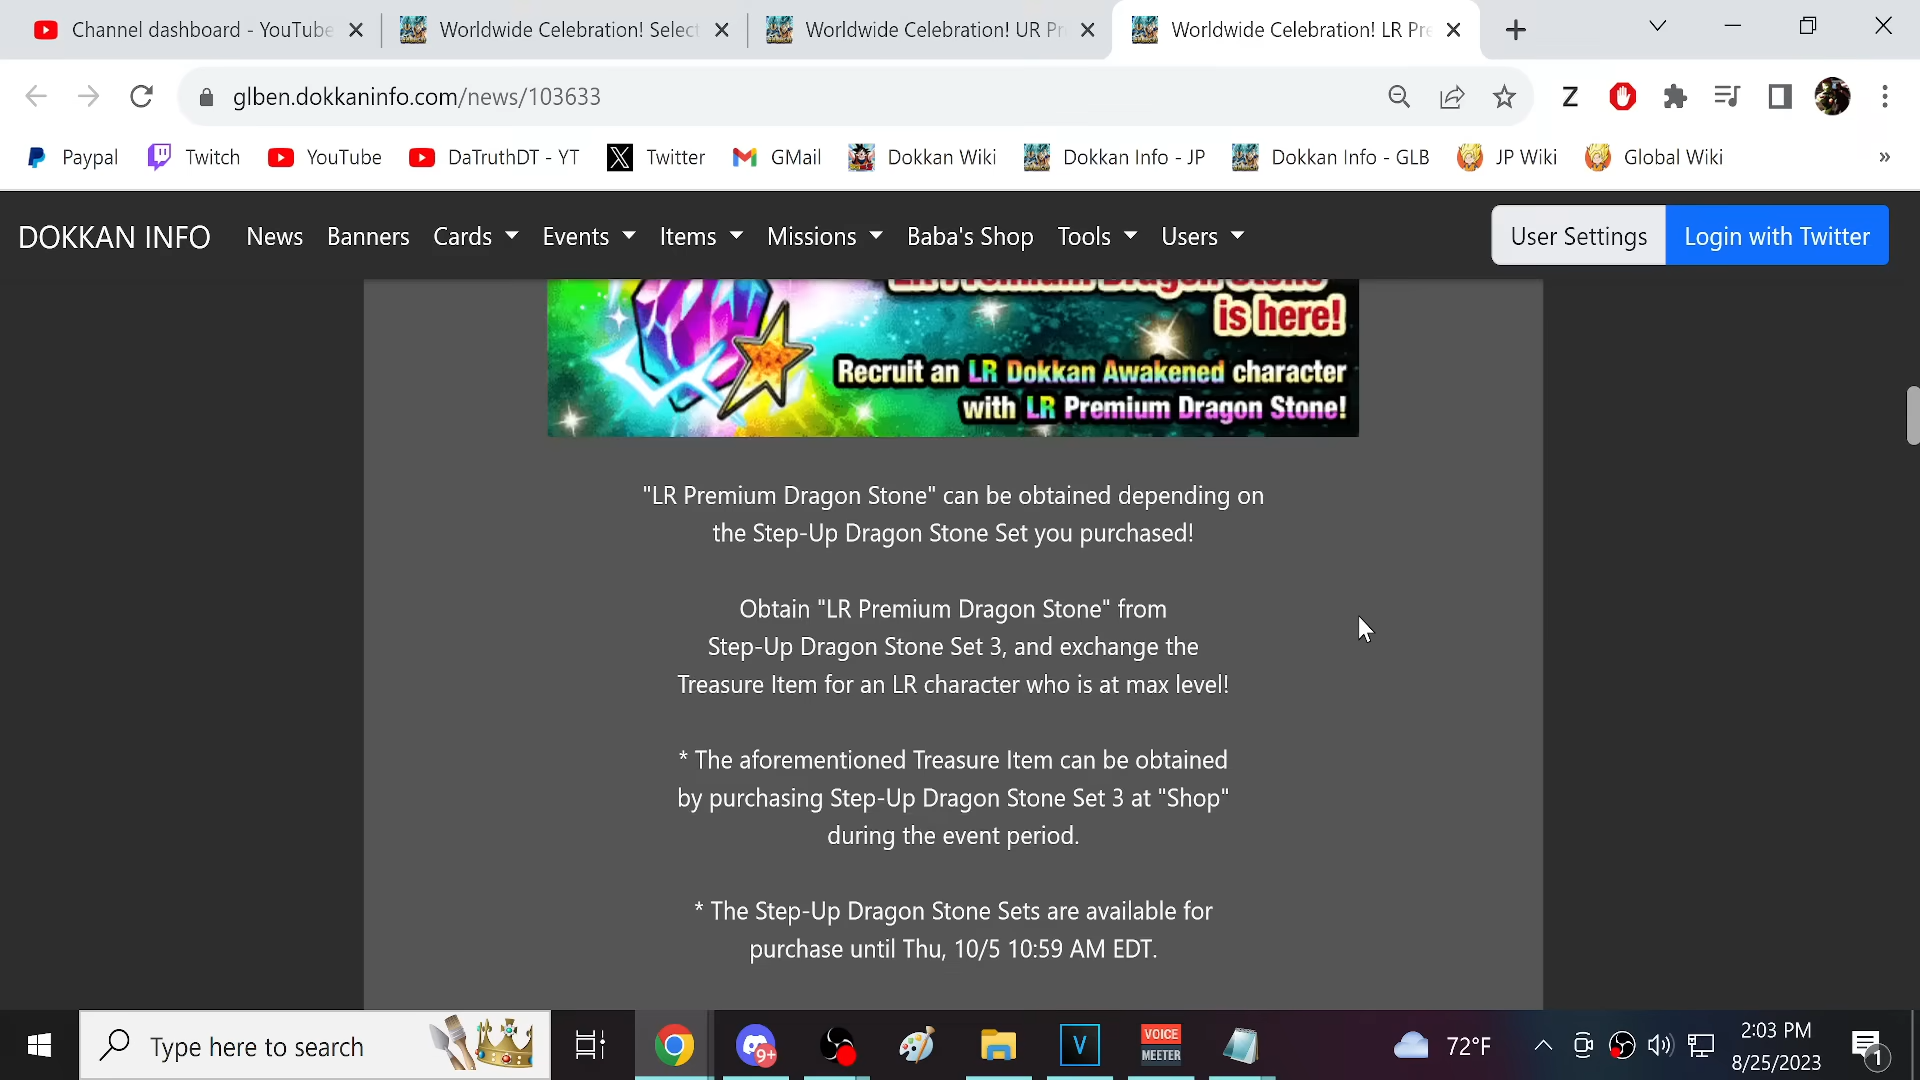 Channel dashboard - YouTube
Worldwide Celebration! Selec
Worldwide Celebration! UR Pr
Worldwide Celebration! LR Pre
glben.dokkaninfo.com/news/103633
Z
Paypal
Twitch
YouTube
DaTruthDT - YT
Twitter
GMail
Dokkan Wiki
Dokkan Info - JP
Dokkan Info - GLB
JP Wiki
Global Wiki
»
DOKKAN INFO
News
Banners
Cards
Events
Items
Missions
Baba's Shop
Tools
Users
User Settings
Login with Twitter
LR Premium Dragon Stone
is here!
Recruit an LR Dokkan Awakened character
with LR Premium Dragon Stone!
"LR Premium Dragon Stone" can be obtained depending on
the Step-Up Dragon Stone Set you purchased!
Obtain "LR Premium Dragon Stone" from
Step-Up Dragon Stone Set 3, and exchange the
Treasure Item for an LR character who is at max level!
* The aforementioned Treasure Item can be obtained
by purchasing Step-Up Dragon Stone Set 3 at "Shop"
during the event period.
* The Step-Up Dragon Stone Sets are available for
purchase until Thu, 10/5 10:59 AM EDT.
Type here to search
9+
V
VOICE
MEETER
72°F
2:03 PM
8/25/2023
1